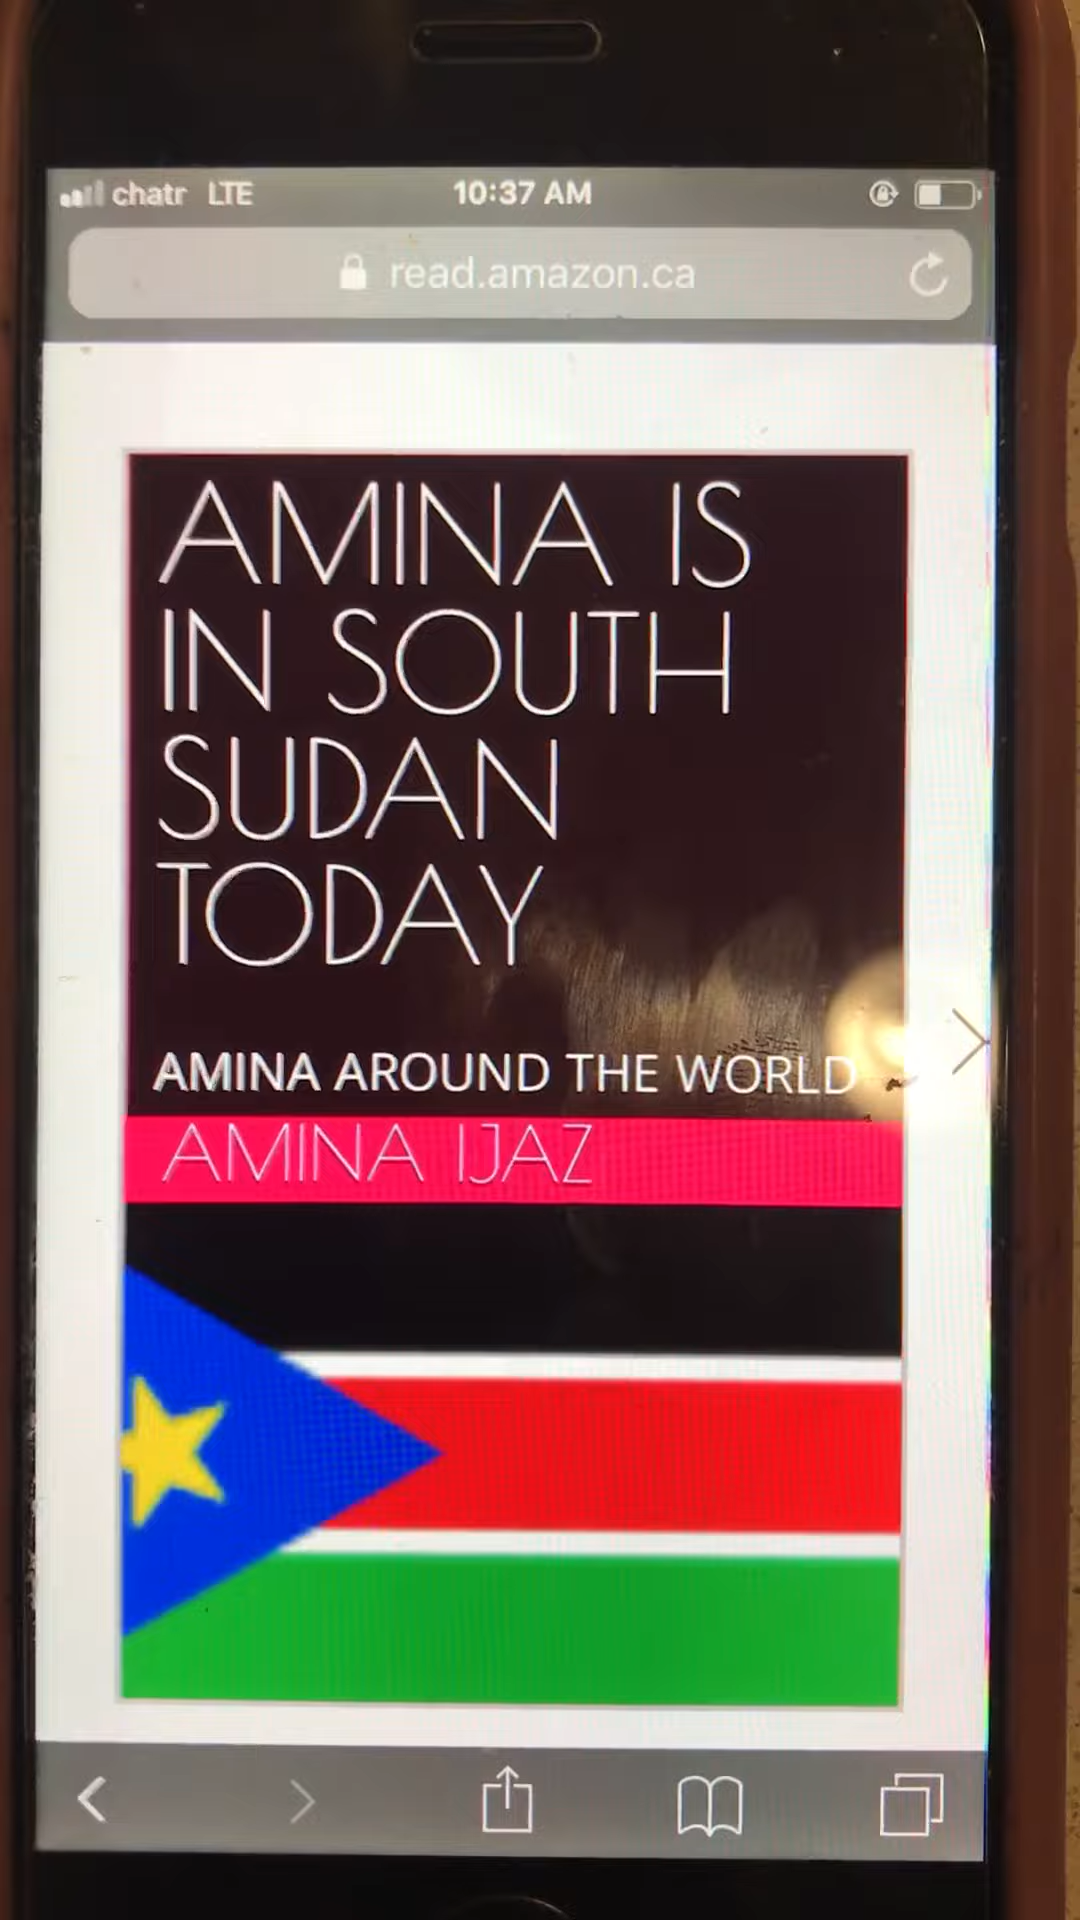 chatr LTE 10:37 AM
read.amazon.ca
AMINA IS
IN SOUTH
SUDAN
TODAY
AMINA AROUND THE WORLD
AMINA IJAZ